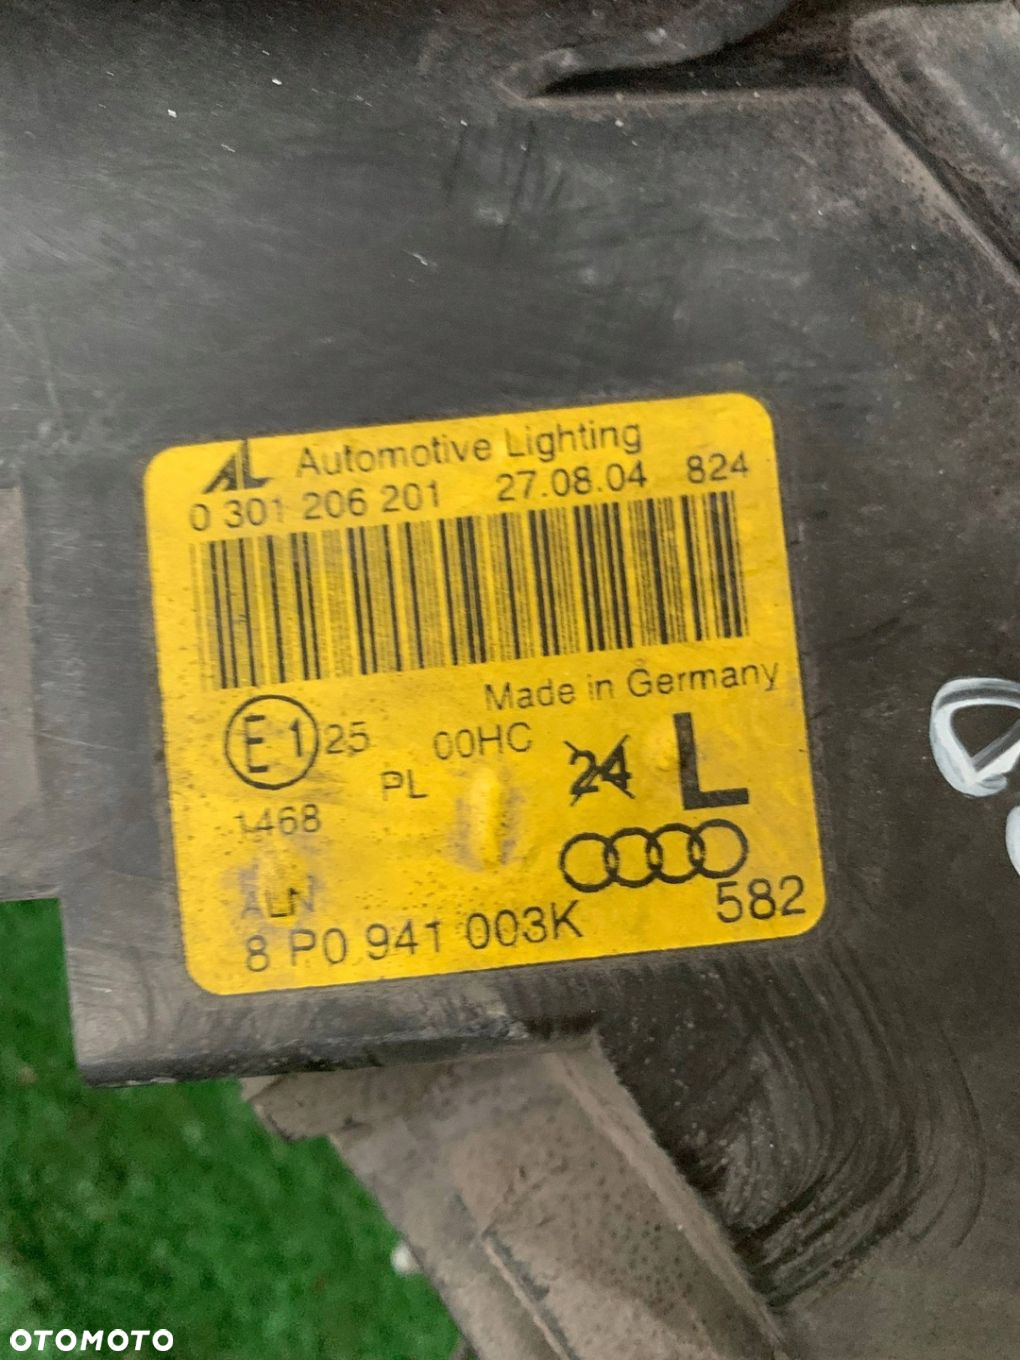 AL Automotive Lighting
0 301 206 201 27.08.04 824
Made in Germany
E1 25 00HC 24 L
PL
1468
ALN
8 P0 941 003K 582
OTOMOTO